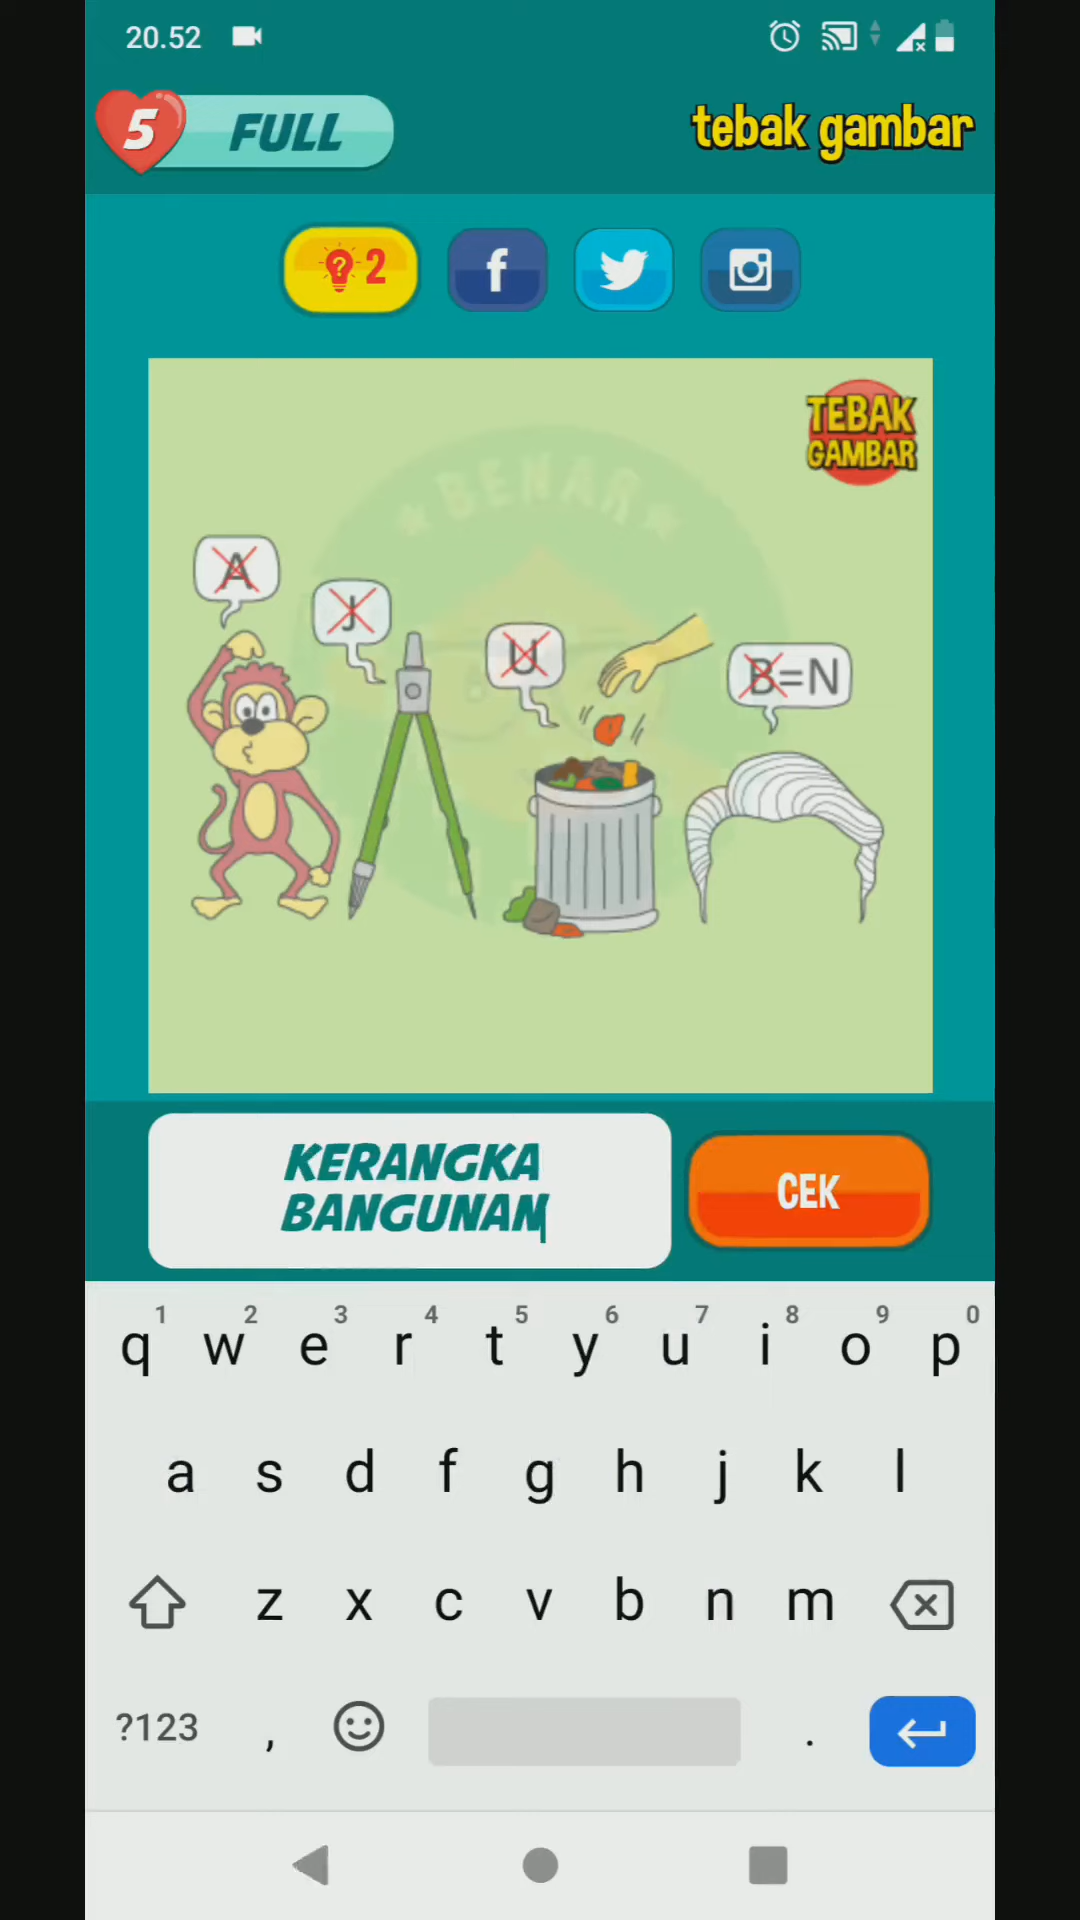 20.52
5 FULL
tebak gambar
? 2
f
TEBAK
GAMBAR
BENAR
A
J
U
B=N
KERANGKA
BANGUNAN
CEK
1 2 3 4 5 6 7 8 9 0
q w e r t y u i o p
a s d f g h j k l
z x c v b n m
?123 , .